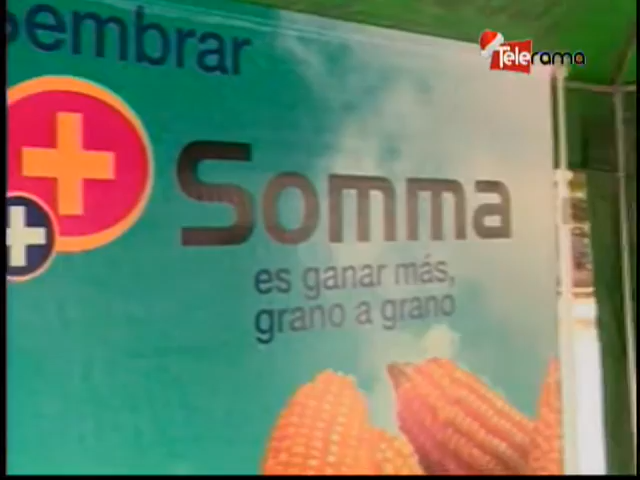 Sembrar
Telerama
Somma
es ganar más,
grano a grano